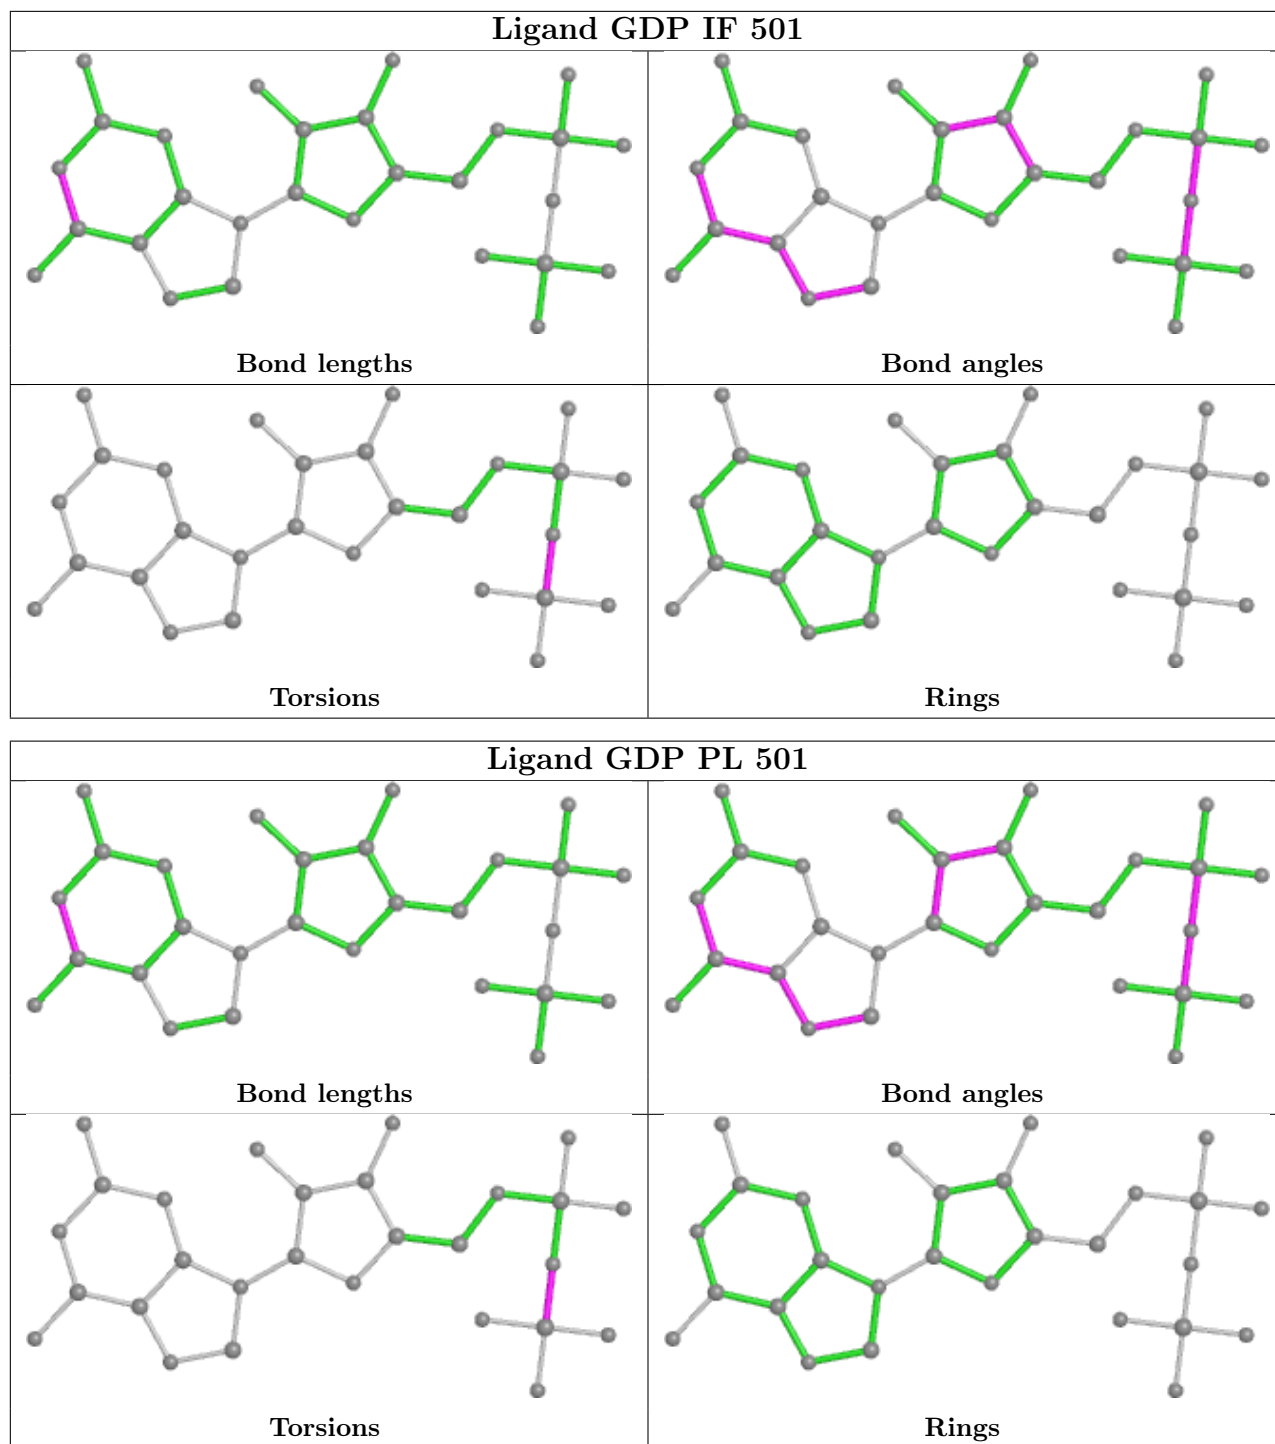 Ligand GDP IF 501
Bond lengths
Bond angles
Torsions
Rings
Ligand GDP PL 501
Bond lengths
Bond angles
Torsions
Rings